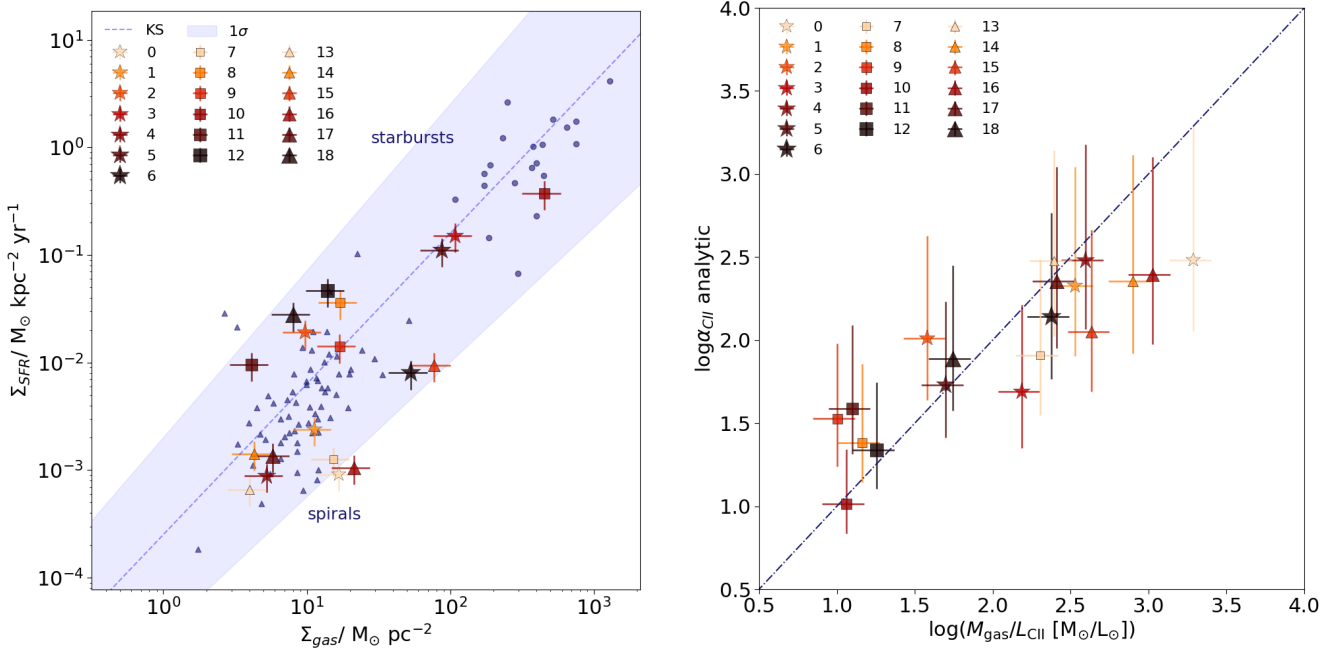 KS 1σ
0 7 13
1 8 14
2 9 15
3 10 16
4 11 17
5 12 18
6
starbursts
spirals
10¹
10⁰
10⁻¹
10⁻²
10⁻³
10⁻⁴
Σ_SFR/ M⊙ kpc⁻² yr⁻¹
10⁰ 10¹ 10² 10³
Σ_gas/ M⊙ pc⁻²
0 7 13
1 8 14
2 9 15
3 10 16
4 11 17
5 12 18
6
4.0
3.5
3.0
2.5
2.0
1.5
1.0
0.5
logα_CII analytic
0.5 1.0 1.5 2.0 2.5 3.0 3.5 4.0
log(M_gas/L_CII [M⊙/L⊙])